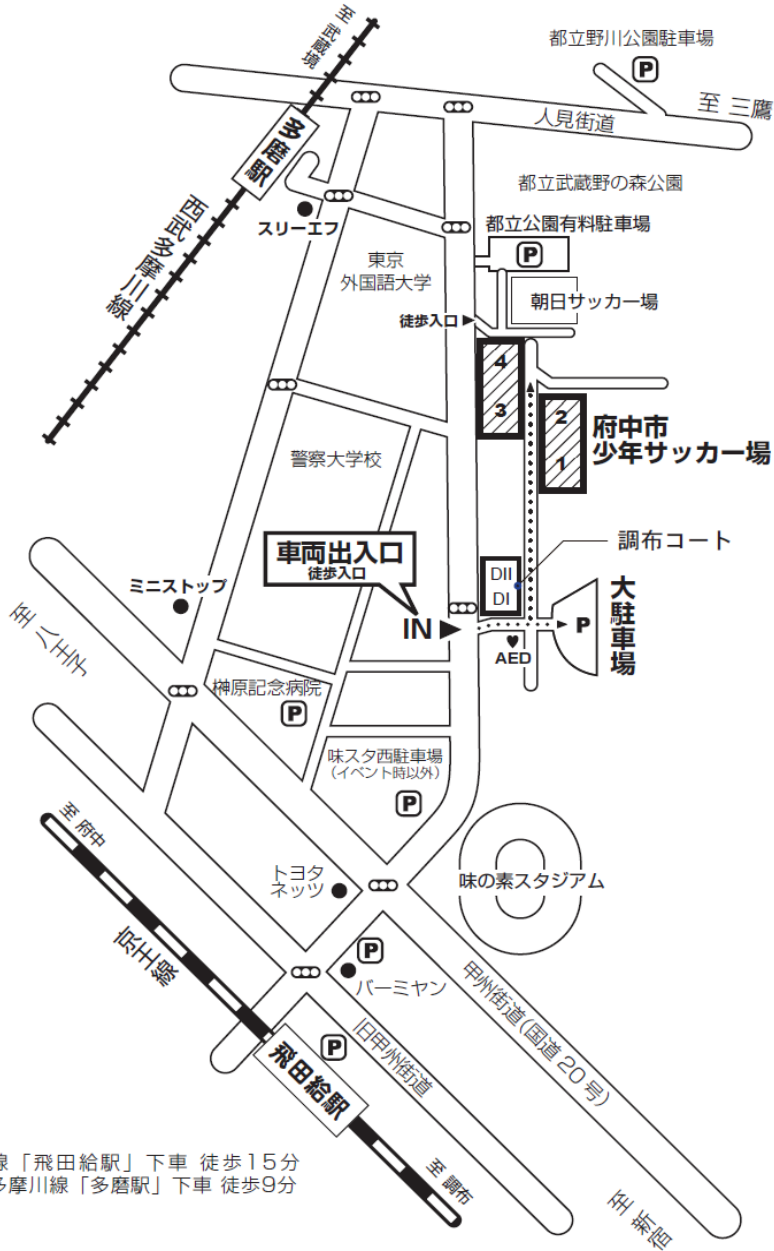 至 武蔵境
都立野川公園駐車場
P
至 三鷹
人見街道
多磨駅
都立武蔵野の森公園
スリーエフ
都立公園有料駐車場
P
西武多摩川線
東京
外国語大学
朝日サッカー場
徒歩入口
4
3
2
1
府中市
少年サッカー場
警察大学校
車両出入口
徒歩入口
調布コート
DII
DI
ミニストップ
IN
P
大駐車場
AED
至 八王子
榊原記念病院
P
味スタ西駐車場
(イベント時以外)
P
至 府中
トヨタ
ネッツ
味の素スタジアム
京王線
P
バーミヤン
甲州街道(国道20号)
P
旧甲州街道
飛田給駅
線「飛田給駅」下車 徒歩15分
多摩川線「多磨駅」下車 徒歩9分
至 調布
至 新宿